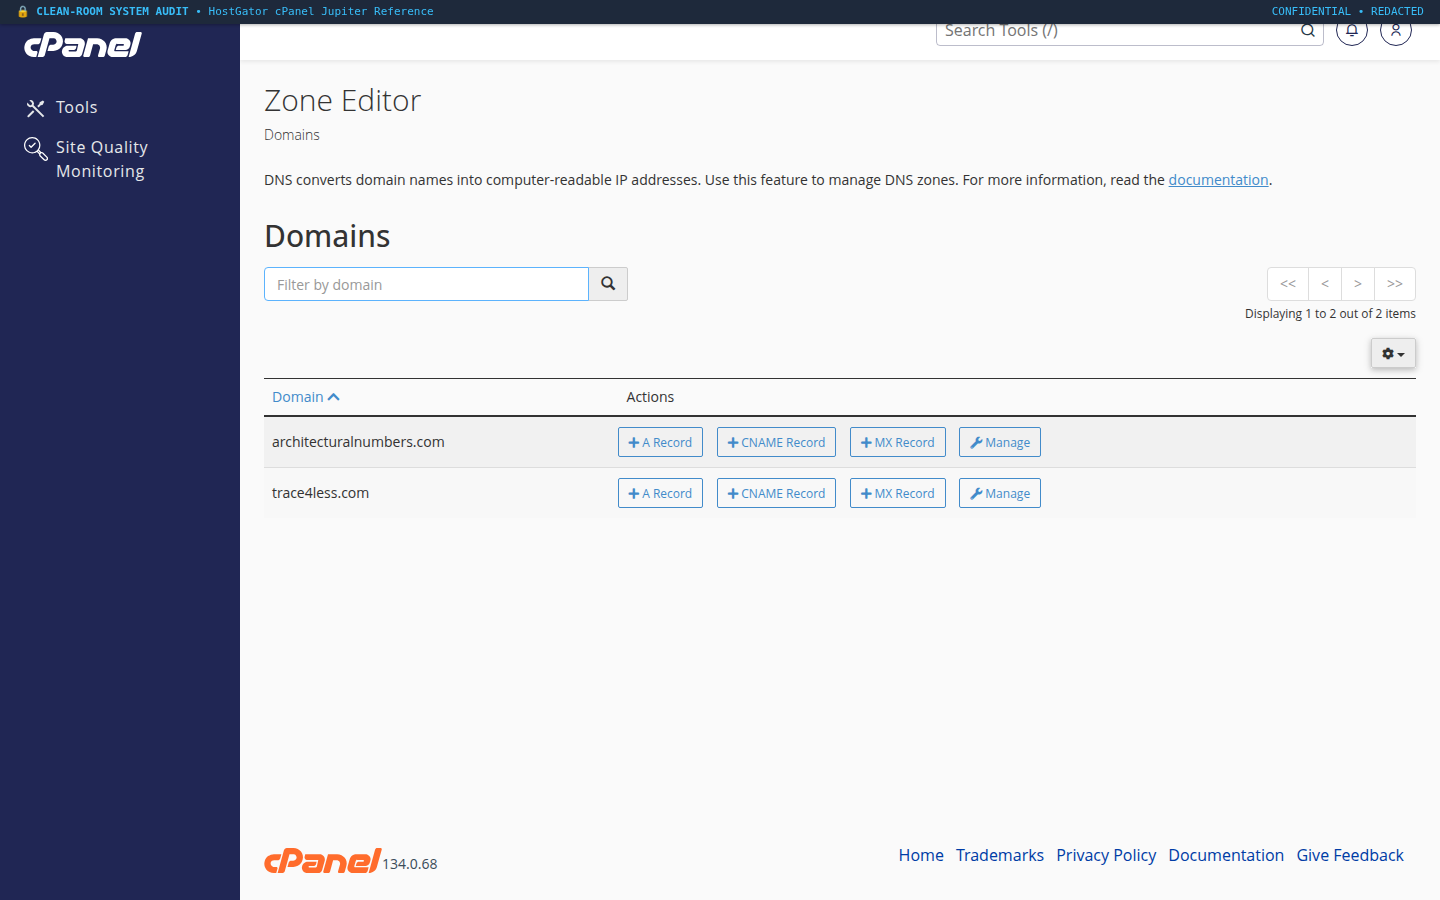 CLEAN-ROOM SYSTEM AUDIT • HostGator cPanel Jupiter Reference
CONFIDENTIAL • REDACTED
cPanel
Search Tools (/)
Tools
Site Quality
Monitoring
Zone Editor
Domains
DNS converts domain names into computer-readable IP addresses. Use this feature to manage DNS zones. For more information, read the documentation.
Domains
Filter by domain
<< < > >>
Displaying 1 to 2 out of 2 items
Domain Actions
architecturalnumbers.com A Record CNAME Record MX Record Manage
trace4less.com A Record CNAME Record MX Record Manage
cPanel 134.0.68
Home Trademarks Privacy Policy Documentation Give Feedback